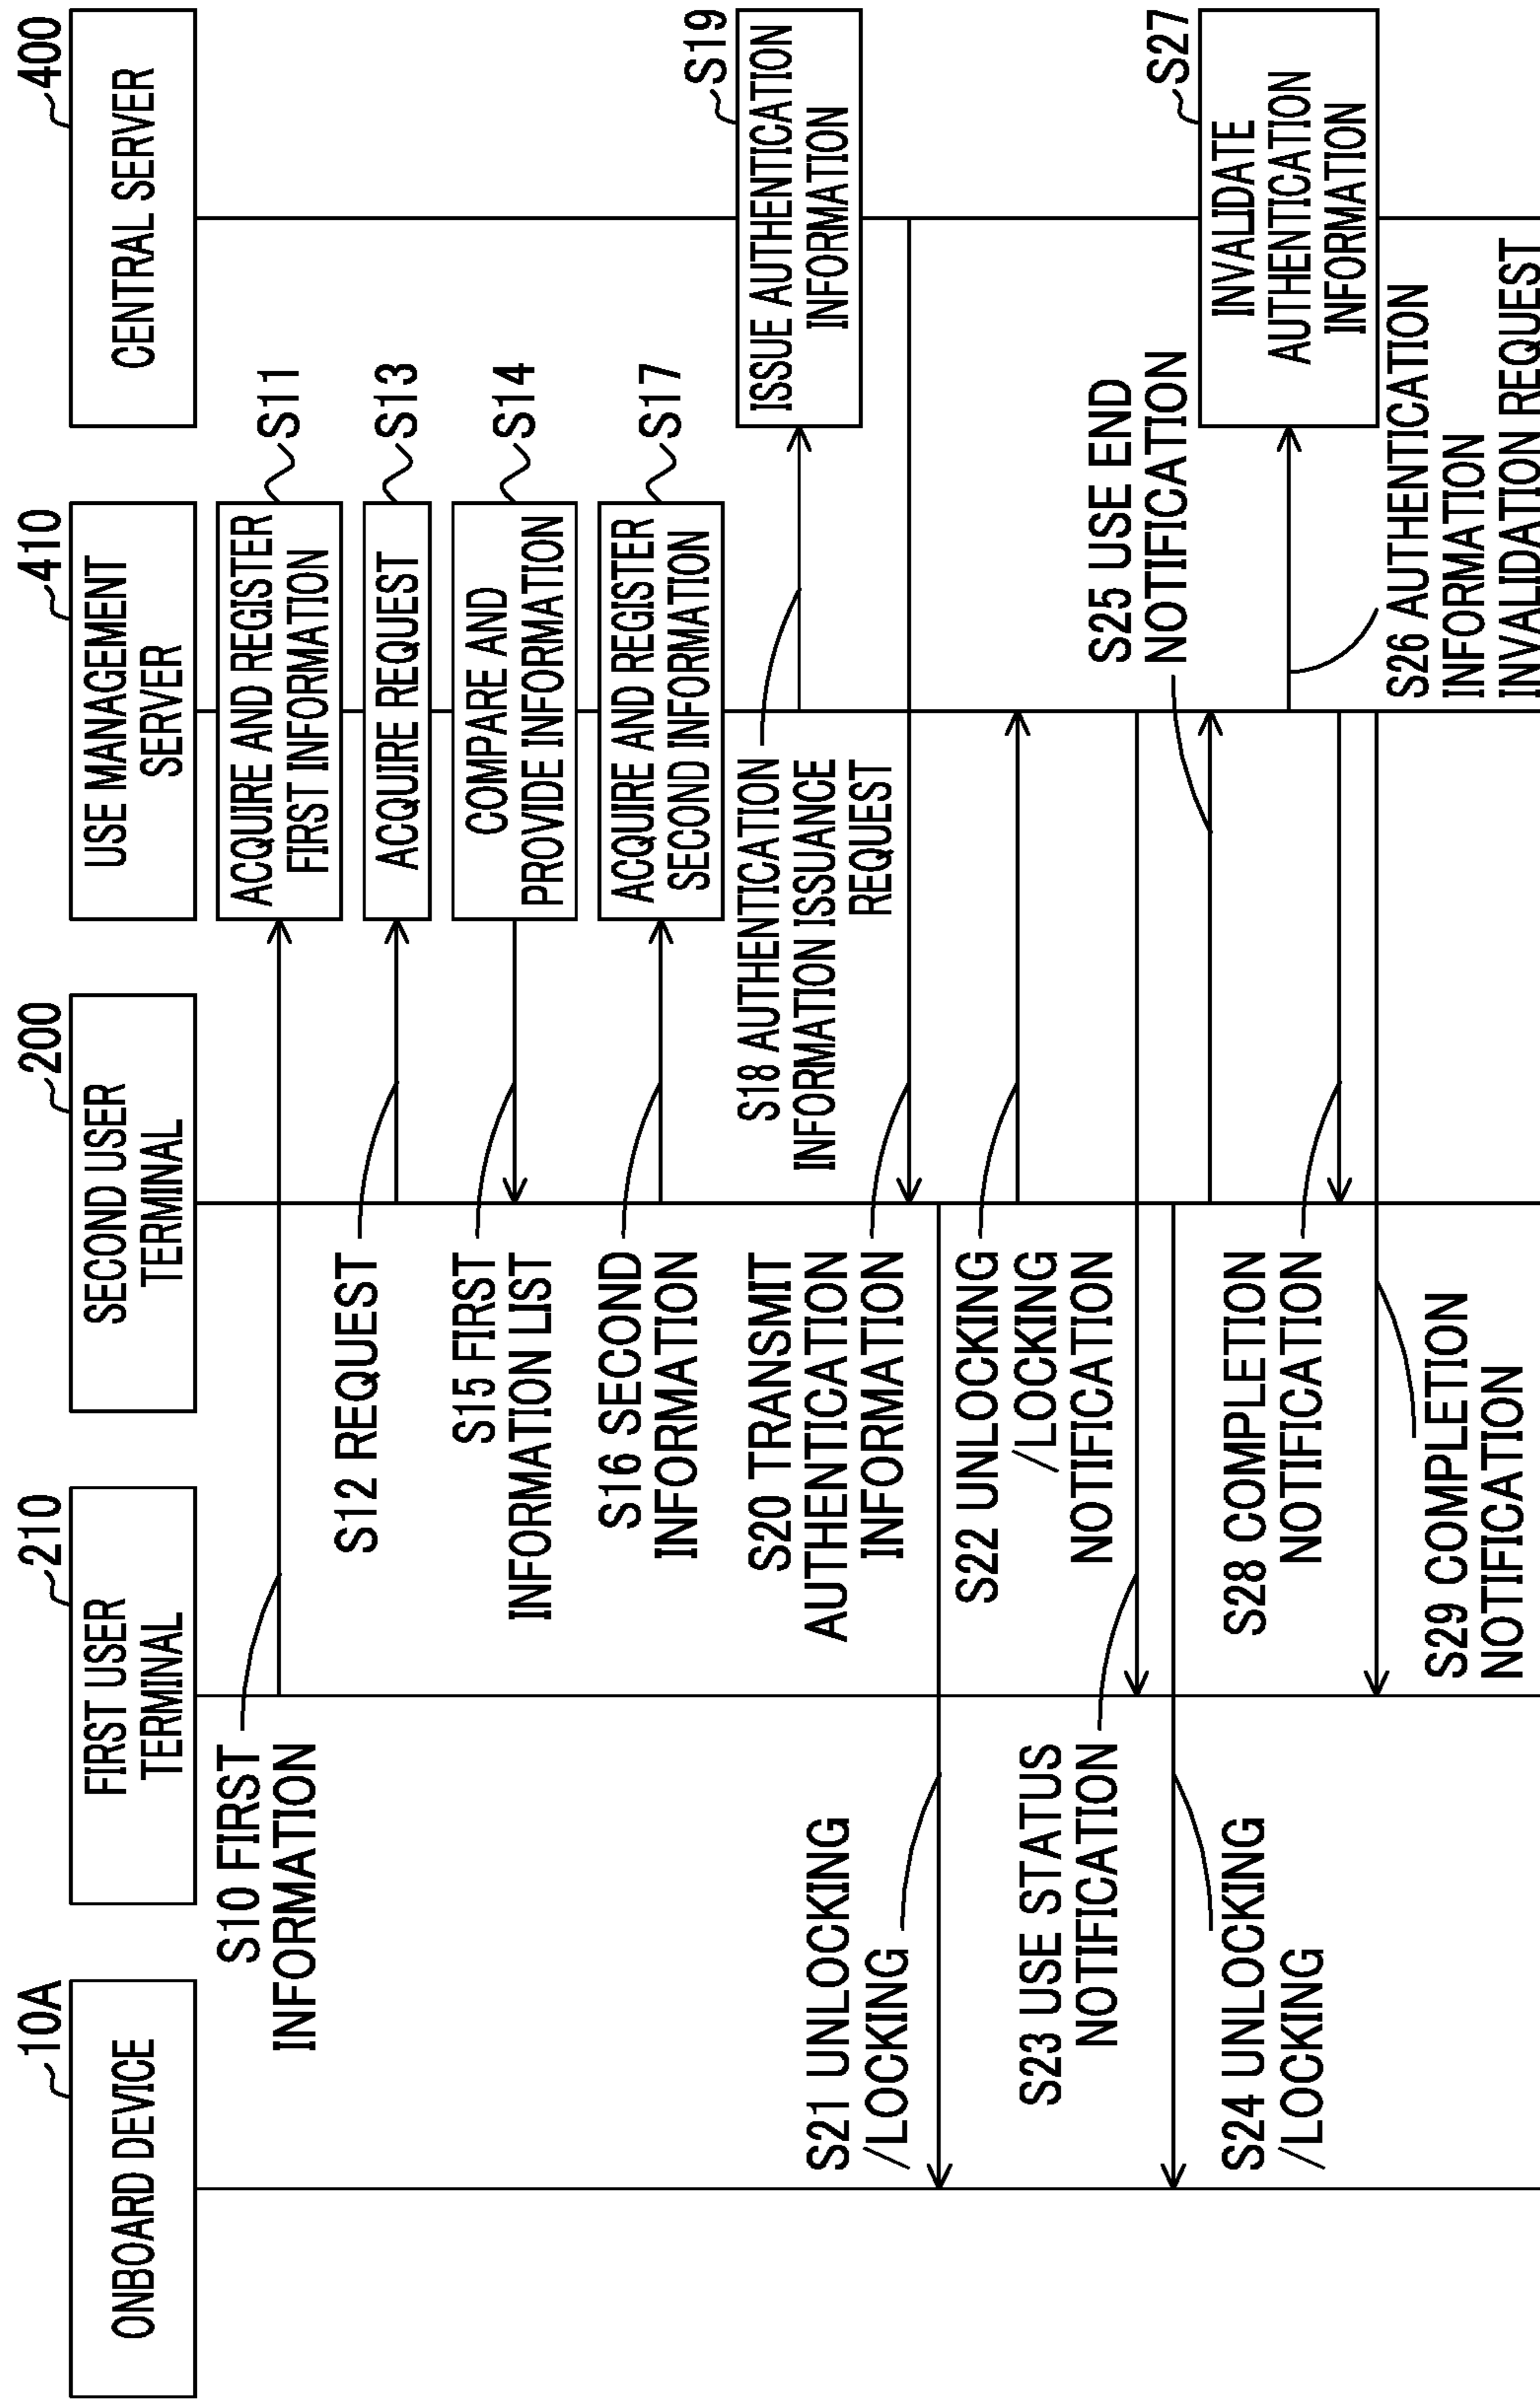 10A
ONBOARD DEVICE
210
FIRST USER
TERMINAL
200
SECOND USER
TERMINAL
410
USE MANAGEMENT
SERVER
400
CENTRAL SERVER
S10 FIRST
INFORMATION
ACQUIRE AND REGISTER
FIRST INFORMATION
S11
S12 REQUEST
ACQUIRE REQUEST
S13
COMPARE AND
PROVIDE INFORMATION
S14
S15 FIRST
INFORMATION LIST
S16 SECOND
INFORMATION
ACQUIRE AND REGISTER
SECOND INFORMATION
S17
S18 AUTHENTICATION
INFORMATION ISSUANCE
REQUEST
ISSUE AUTHENTICATION
INFORMATION
S19
S20 TRANSMIT
AUTHENTICATION
INFORMATION
S21 UNLOCKING
/LOCKING
S22 UNLOCKING
/LOCKING
NOTIFICATION
S23 USE STATUS
NOTIFICATION
S24 UNLOCKING
/LOCKING
S25 USE END
NOTIFICATION
S26 AUTHENTICATION
INFORMATION
INVALIDATION REQUEST
INVALIDATE
AUTHENTICATION
INFORMATION
S27
S28 COMPLETION
NOTIFICATION
S29 COMPLETION
NOTIFICATION